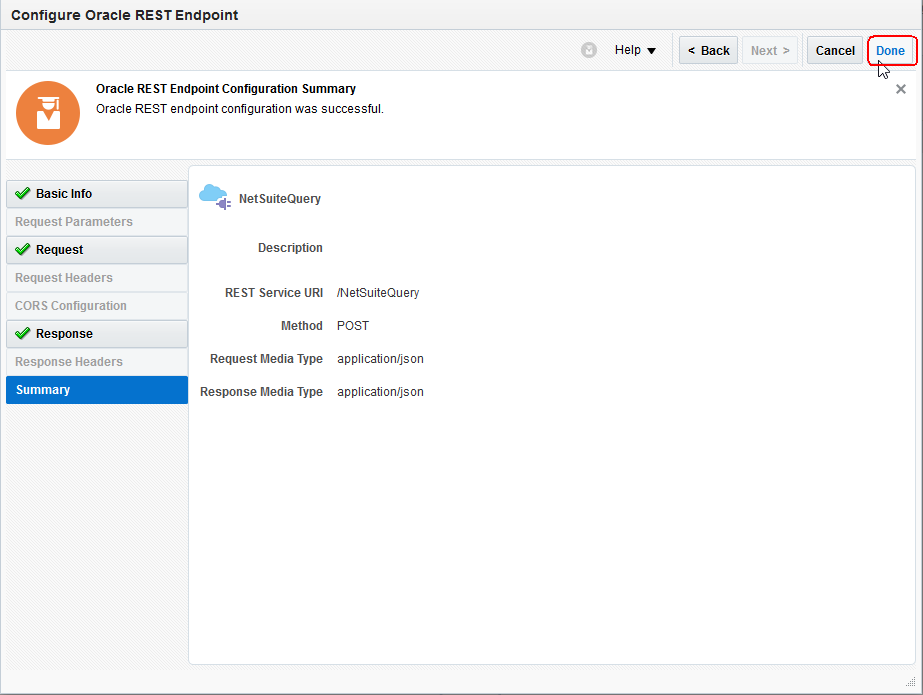 Configure Oracle REST Endpoint
Help
< Back
Next >
Cancel
Done
Oracle REST Endpoint Configuration Summary
Oracle REST endpoint configuration was successful.
Basic Info
Request Parameters
Request
Request Headers
CORS Configuration
Response
Response Headers
Summary
NetSuiteQuery
Description
REST Service URI /NetSuiteQuery
Method POST
Request Media Type application/json
Response Media Type application/json